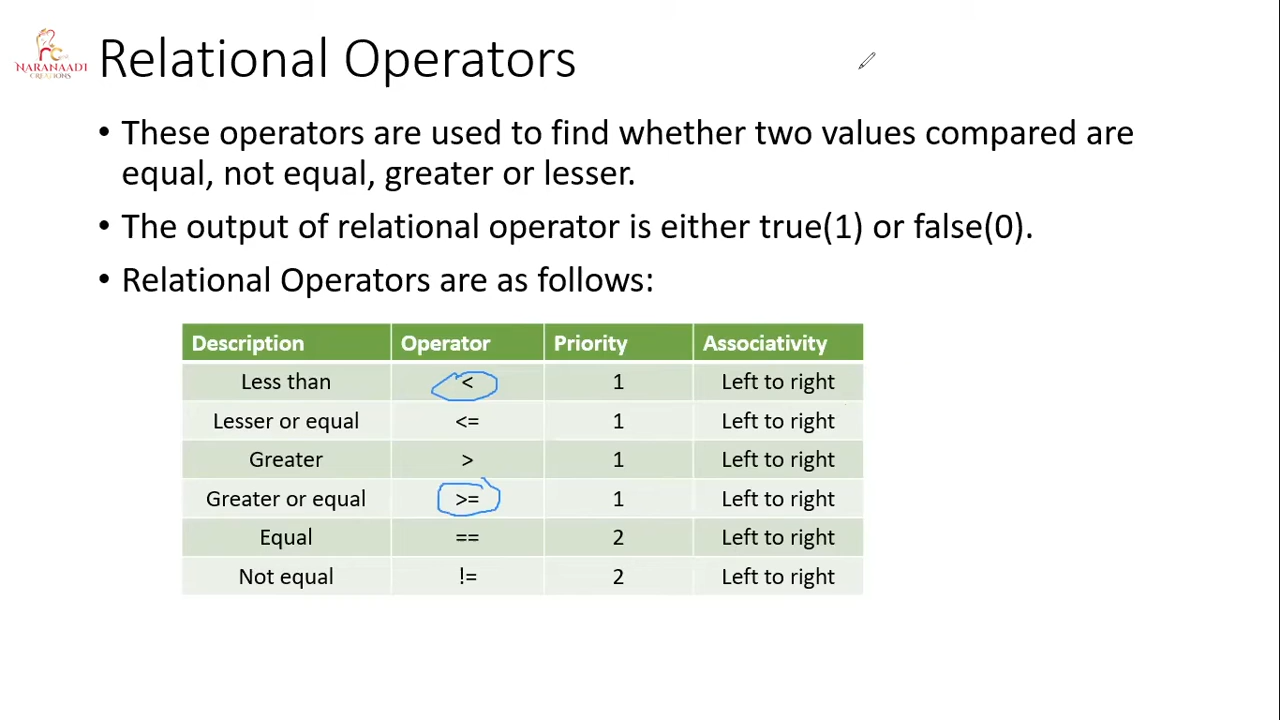 NARANAADI
CREATIONS
Relational Operators
• These operators are used to find whether two values compared are
equal, not equal, greater or lesser.
• The output of relational operator is either true(1) or false(0).
• Relational Operators are as follows:
Description Operator Priority Associativity
Less than < 1 Left to right
Lesser or equal <= 1 Left to right
Greater > 1 Left to right
Greater or equal >= 1 Left to right
Equal == 2 Left to right
Not equal != 2 Left to right